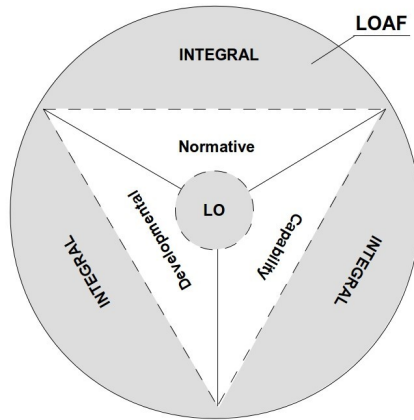 LOAF
INTEGRAL
Normative
LO
Developmental
Capability
INTEGRAL
INTEGRAL